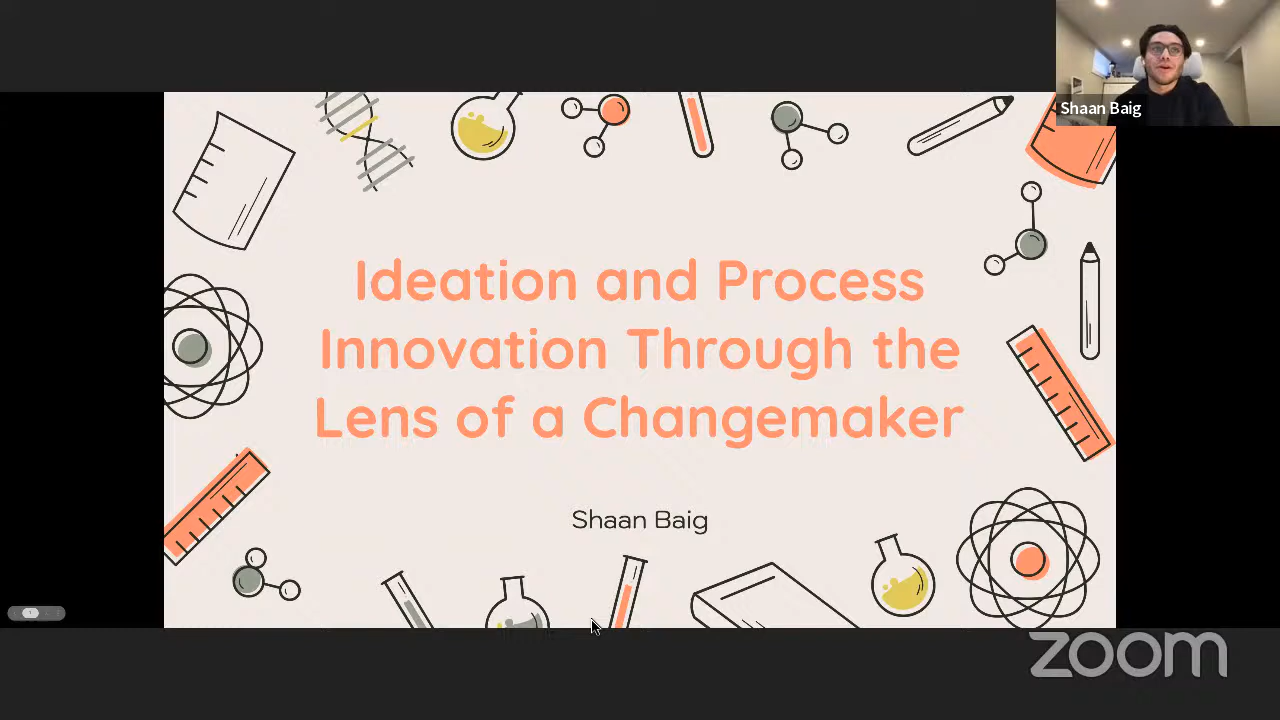 Shaan Baig
Ideation and Process
Innovation Through the
Lens of a Changemaker
Shaan Baig
zoom